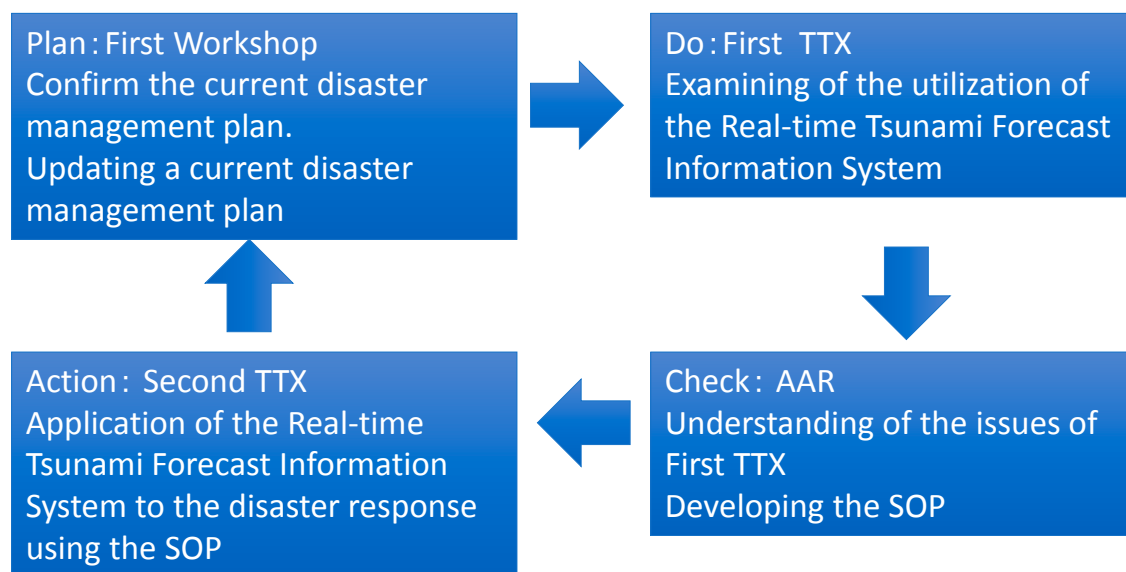 Plan：First Workshop
Confirm the current disaster
management plan.
Updating a current disaster
management plan
Do：First  TTX
Examining of the utilization of
the Real-time Tsunami Forecast
Information System
Action： Second TTX
Application of the Real-time
Tsunami Forecast Information
System to the disaster response
using the SOP
Check： AAR
Understanding of the issues of
First TTX
Developing the SOP